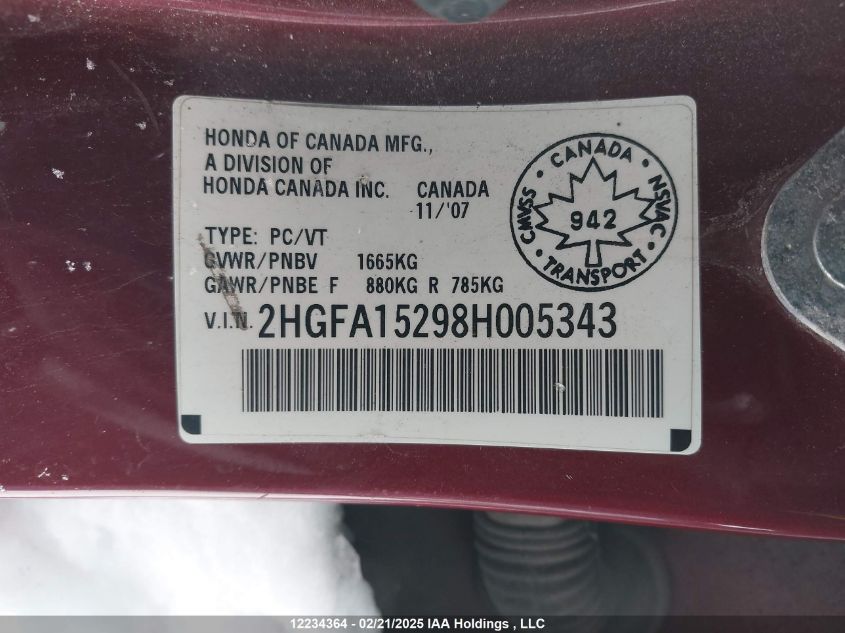 HONDA OF CANADA MFG.,
A DIVISION OF
HONDA CANADA INC. CANADA
11/'07
TYPE: PC/VT
GVWR/PNBV 1665KG
GAWR/PNBE F 880KG R 785KG
V.I.N. 2HGFA15298H005343
CANADA
CMVSS
NSVAC
942
TRANSPORT
12234364 - 02/21/2025 IAA Holdings , LLC